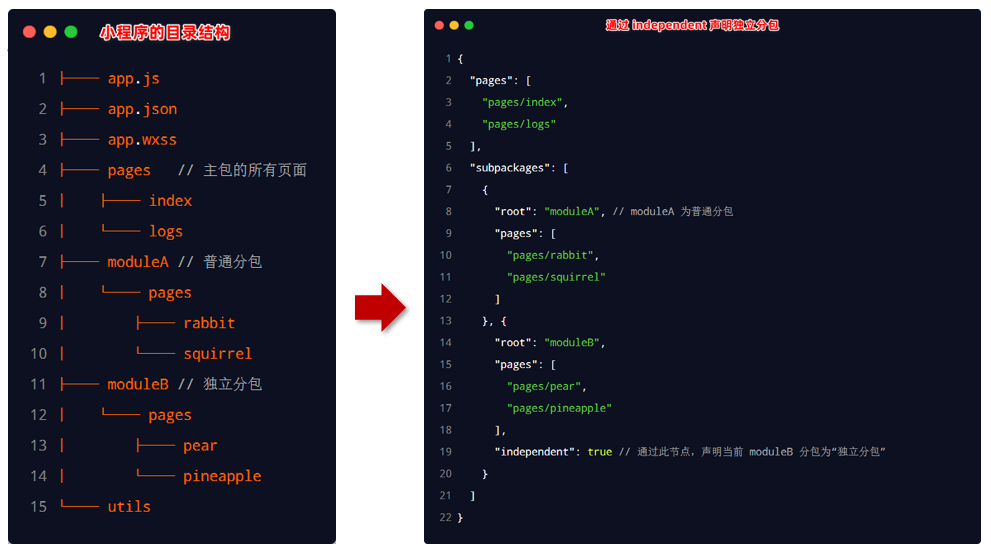 小程序的目录结构
1 ├── app.js
2 ├── app.json
3 ├── app.wxss
4 ├── pages // 主包的所有页面
5 │ ├── index
6 │ └── logs
7 ├── moduleA // 普通分包
8 │ └── pages
9 │ ├── rabbit
10 │ └── squirrel
11 ├── moduleB // 独立分包
12 │ └── pages
13 │ ├── pear
14 │ └── pineapple
15 └── utils
通过 independent 声明独立分包
1 {
2 "pages": [
3 "pages/index",
4 "pages/logs"
5 ],
6 "subpackages": [
7 {
8 "root": "moduleA", // moduleA 为普通分包
9 "pages": [
10 "pages/rabbit",
11 "pages/squirrel"
12 ]
13 }, {
14 "root": "moduleB",
15 "pages": [
16 "pages/pear",
17 "pages/pineapple"
18 ],
19 "independent": true // 通过此节点，声明当前 moduleB 分包为“独立分包”
20 }
21 ]
22 }